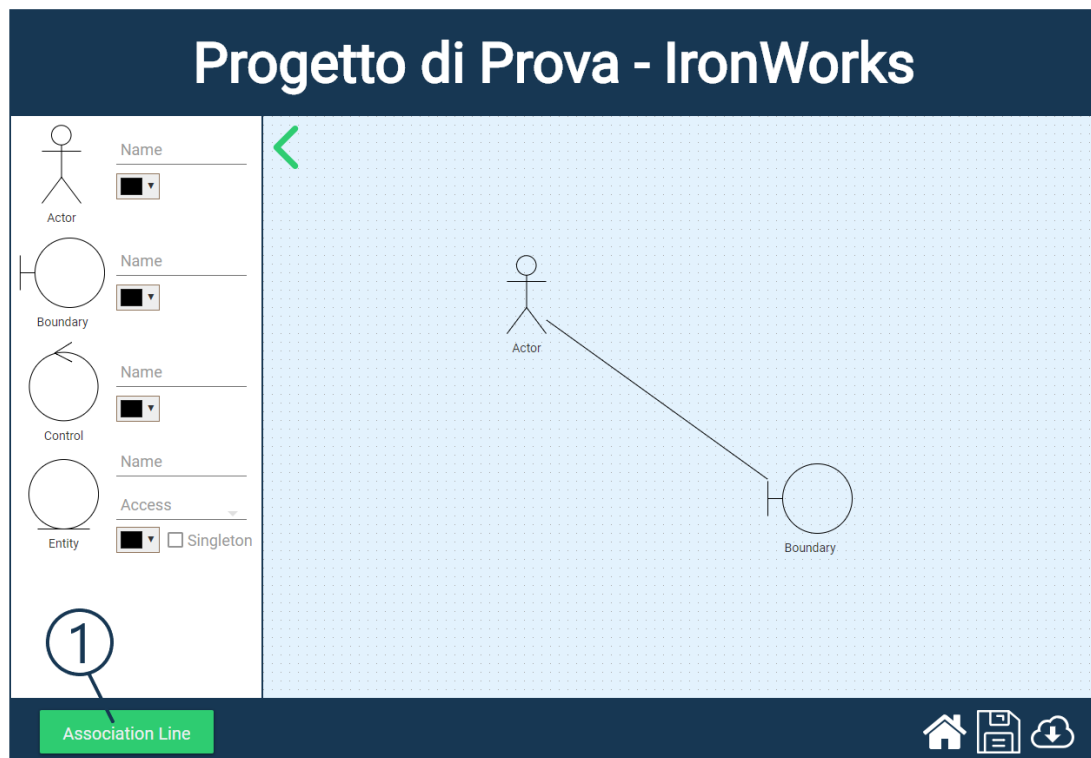 Progetto di Prova - IronWorks
Name
Actor
Name
Boundary
Name
Control
Name
Access
Singleton
Entity
Actor
Boundary
1
Association Line